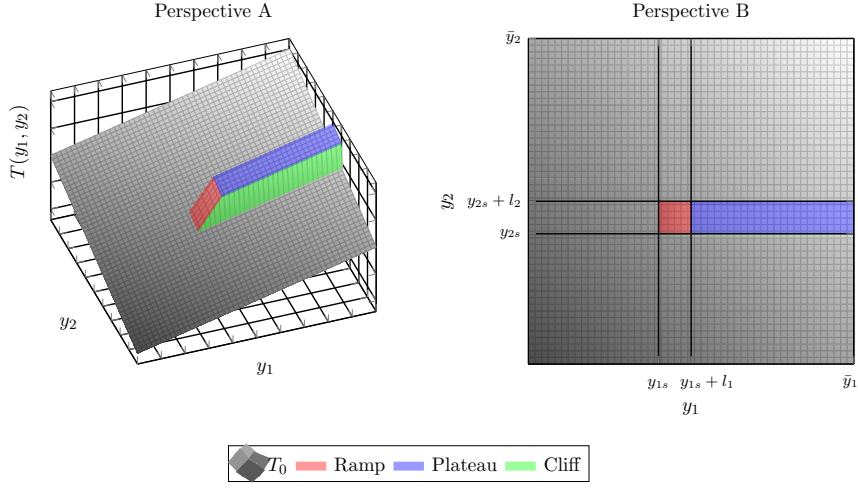 Perspective A
T(y₁, y₂)
y₂
y₁
Perspective B
ȳ₂
y₂
y₂ₛ + l₂
y₂ₛ
y₁ₛ
y₁ₛ + l₁
ȳ₁
y₁
T₀ Ramp Plateau Cliff